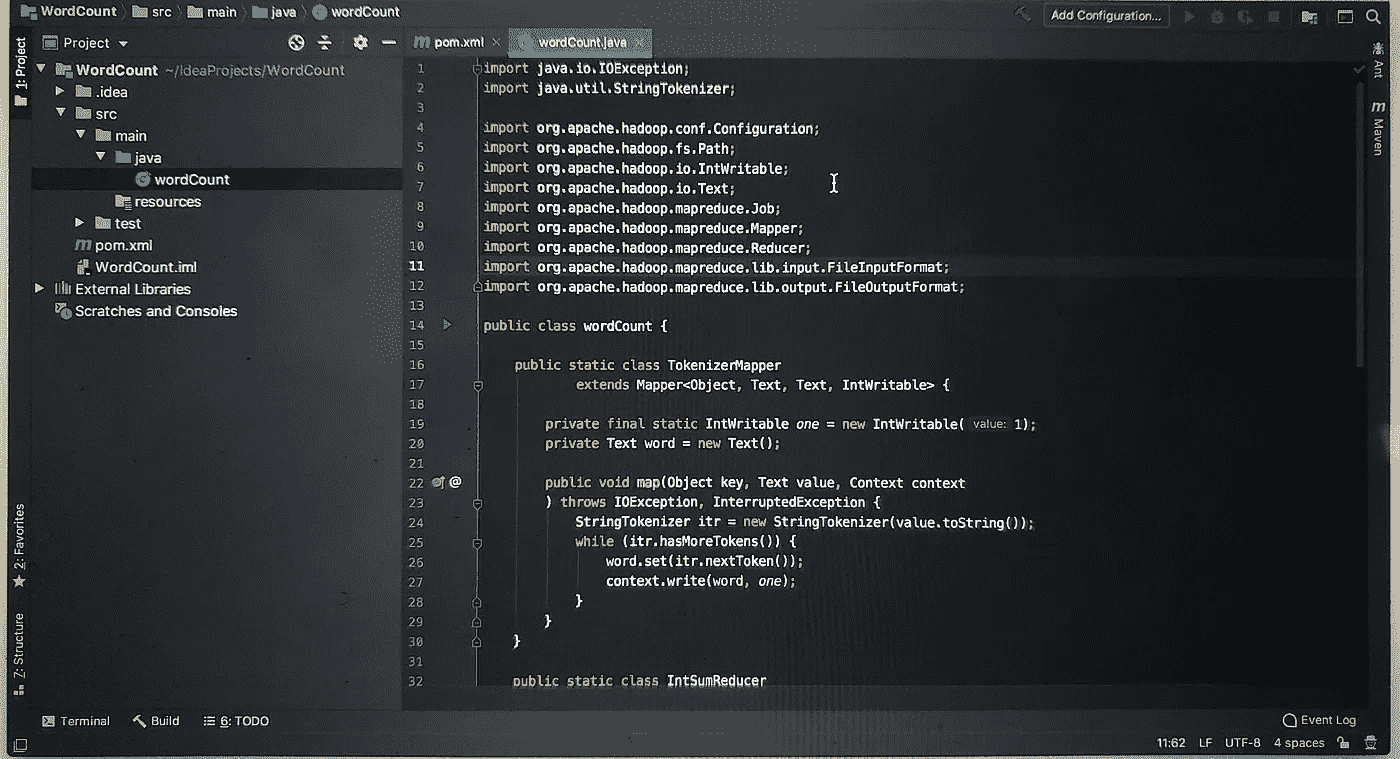 WordCount src main java wordCount
Add Configuration...
1: Project
Project
pom.xml
wordCount.java
WordCount ~/IdeaProjects/WordCount
.idea
src
main
java
wordCount
resources
test
pom.xml
WordCount.iml
External Libraries
Scratches and Consoles
2: Favorites
7: Structure
1 import java.io.IOException;
2 import java.util.StringTokenizer;
3
4 import org.apache.hadoop.conf.Configuration;
5 import org.apache.hadoop.fs.Path;
6 import org.apache.hadoop.io.IntWritable;
7 import org.apache.hadoop.io.Text;
8 import org.apache.hadoop.mapreduce.Job;
9 import org.apache.hadoop.mapreduce.Mapper;
10 import org.apache.hadoop.mapreduce.Reducer;
11 import org.apache.hadoop.mapreduce.lib.input.FileInputFormat;
12 import org.apache.hadoop.mapreduce.lib.output.FileOutputFormat;
13
14 public class wordCount {
15
16 public static class TokenizerMapper
17 extends Mapper<Object, Text, Text, IntWritable> {
18
19 private final static IntWritable one = new IntWritable( value: 1);
20 private Text word = new Text();
21
22 @ public void map(Object key, Text value, Context context
23 ) throws IOException, InterruptedException {
24 StringTokenizer itr = new StringTokenizer(value.toString());
25 while (itr.hasMoreTokens()) {
26 word.set(itr.nextToken());
27 context.write(word, one);
28 }
29 }
30 }
31
32 public static class IntSumReducer
Ant
m Maven
Terminal Build 6: TODO
Event Log
11:62 LF UTF-8 4 spaces